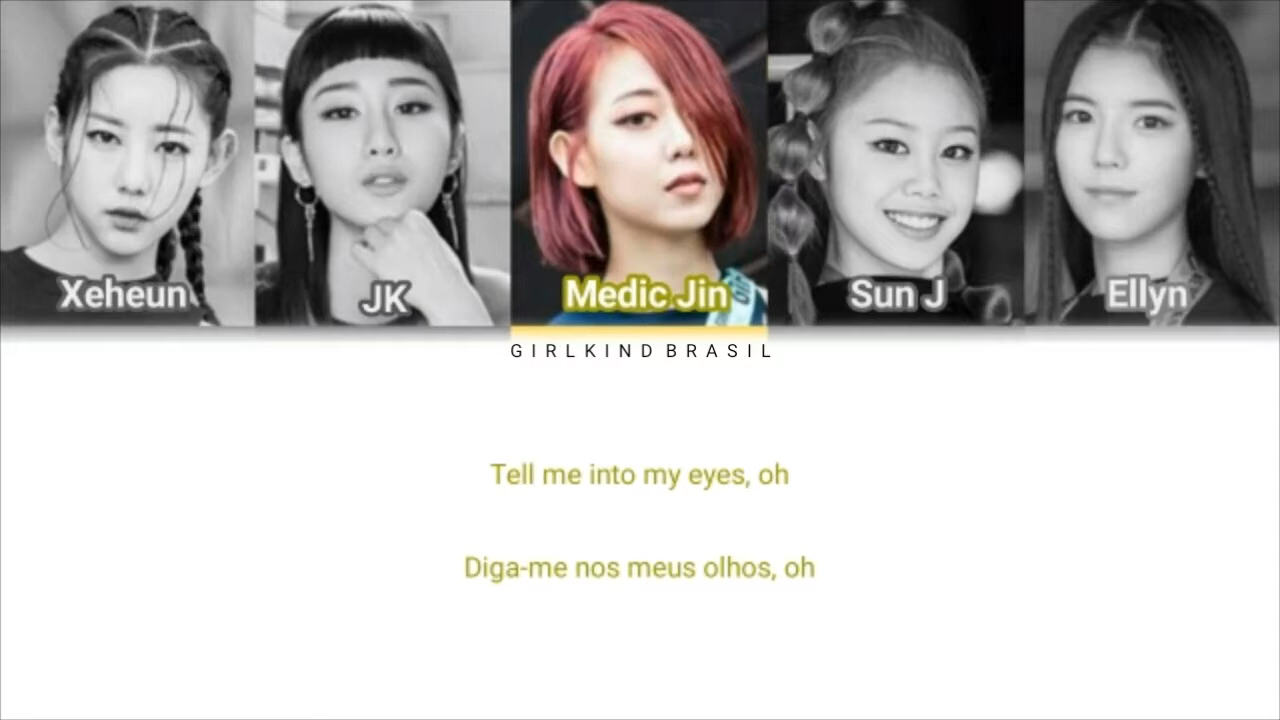 Xeheun
JK
Medic Jin
Sun J
Ellyn
GIRLKIND BRASIL
Tell me into my eyes, oh
Diga-me nos meus olhos, oh